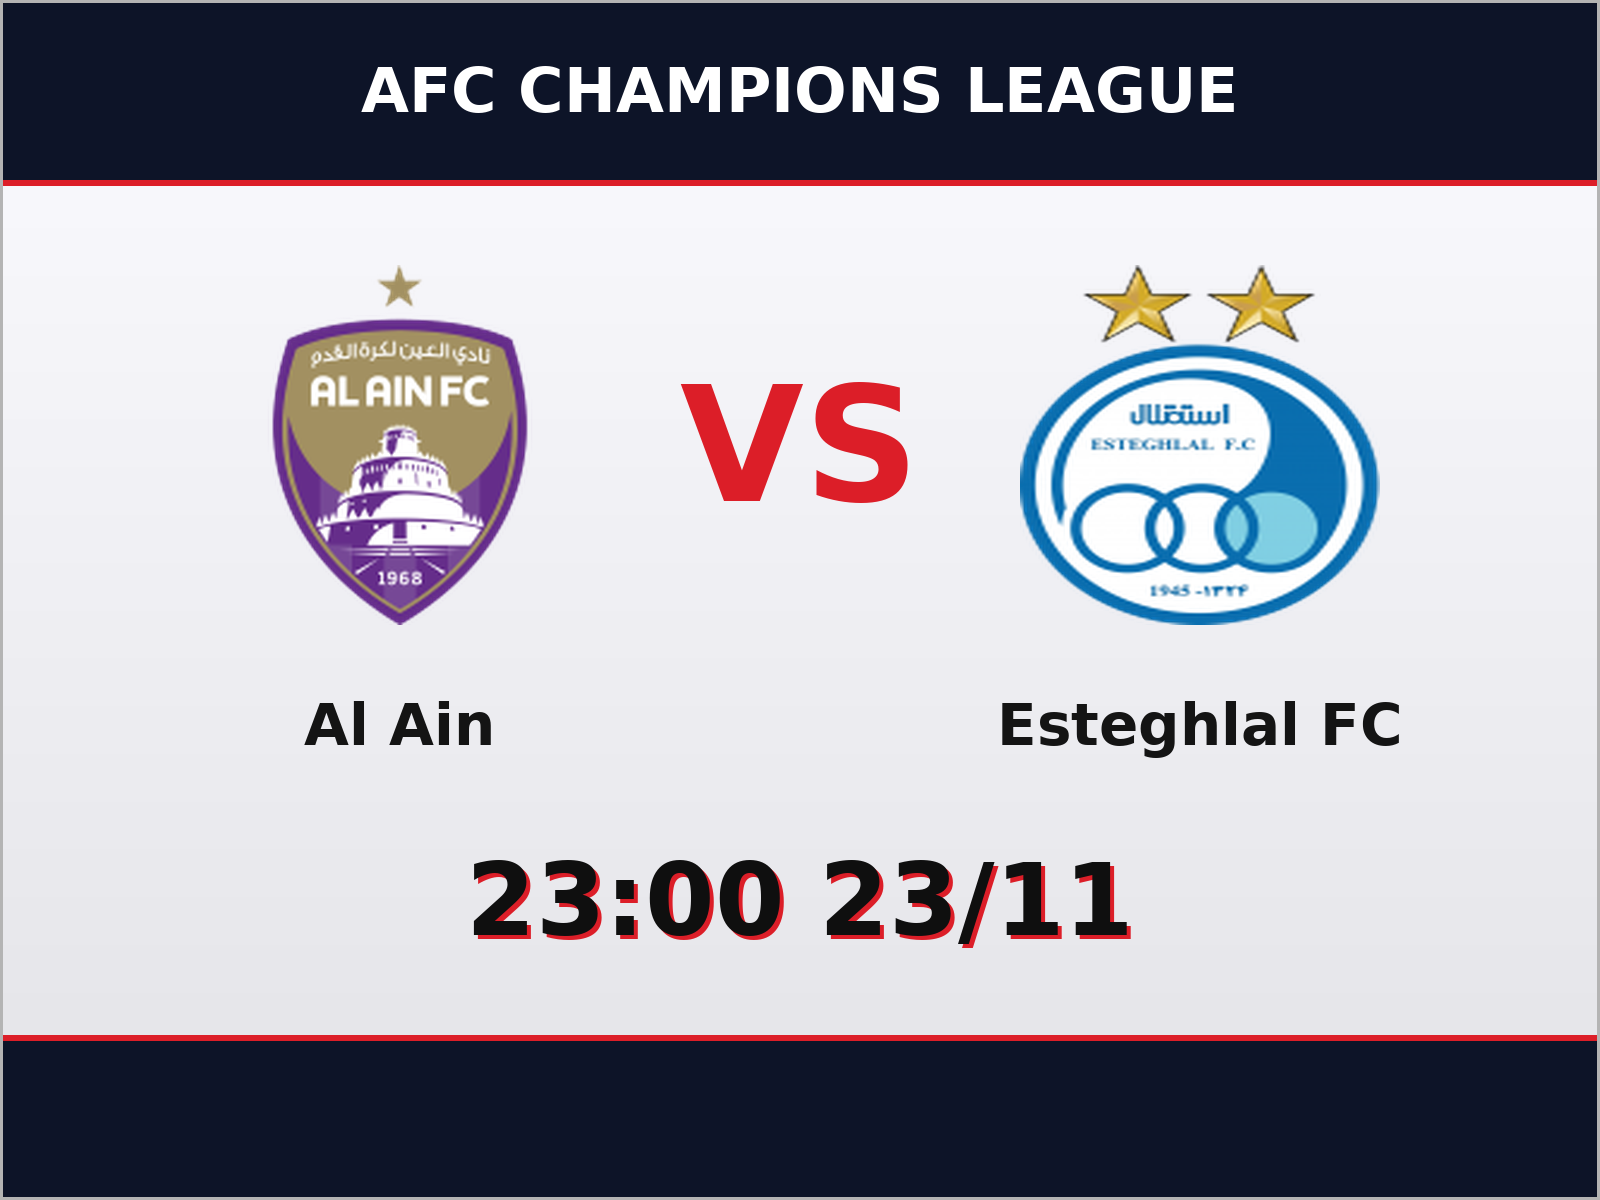 AFC CHAMPIONS LEAGUE
نادي العين لكرة القدم
AL AIN FC
1968
VS
استقلال
ESTEGHLAL F.C
1945 -۱۳۲۴
Al Ain
Esteghlal FC
23:00 23/11